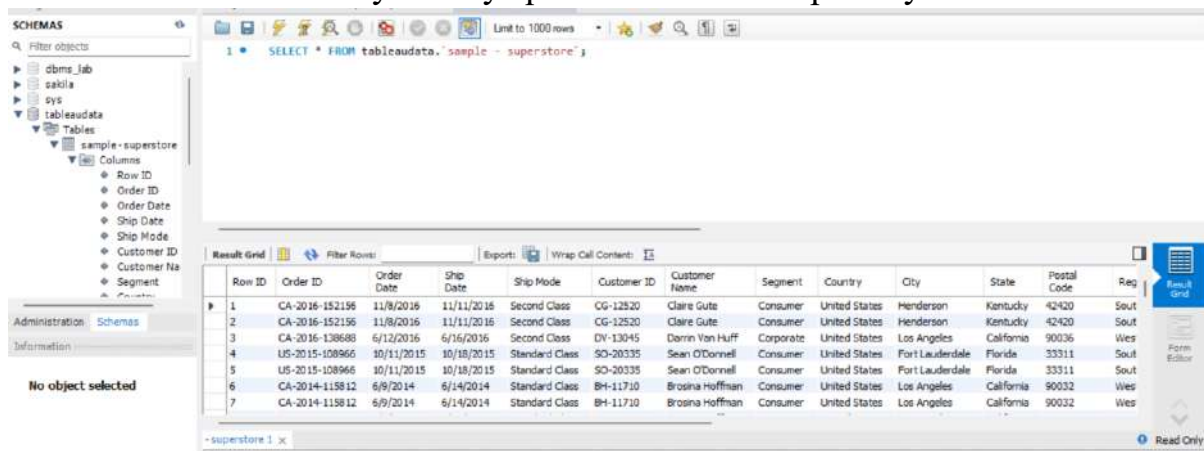 SCHEMAS
Filter objects
dbms_lab
sakila
sys
tableaudata
Tables
sample-superstore
Columns
Row ID
Order ID
Order Date
Ship Date
Ship Mode
Customer ID
Customer Na
Segment
Administration Schemas
Information
No object selected
Limit to 1000 rows
1 SELECT * FROM tableaudata.`sample - superstore`;
Result Grid Filter Rows: Export: Wrap Cell Content:
Row ID Order ID Order Date Ship Date Ship Mode Customer ID Customer Name Segment Country City State Postal Code Reg
1 CA-2016-152156 11/8/2016 11/11/2016 Second Class CG-12520 Claire Gute Consumer United States Henderson Kentucky 42420 Sout
2 CA-2016-152156 11/8/2016 11/11/2016 Second Class CG-12520 Claire Gute Consumer United States Henderson Kentucky 42420 Sout
3 CA-2016-138688 6/12/2016 6/16/2016 Second Class DV-13045 Darrin Van Huff Corporate United States Los Angeles California 90036 Wes
4 US-2015-108966 10/11/2015 10/18/2015 Standard Class SO-20335 Sean O'Donnell Consumer United States Fort Lauderdale Florida 33311 Sout
5 US-2015-108966 10/11/2015 10/18/2015 Standard Class SO-20335 Sean O'Donnell Consumer United States Fort Lauderdale Florida 33311 Sout
6 CA-2014-115812 6/9/2014 6/14/2014 Standard Class BH-11710 Brosina Hoffman Consumer United States Los Angeles California 90032 Wes
7 CA-2014-115812 6/9/2014 6/14/2014 Standard Class BH-11710 Brosina Hoffman Consumer United States Los Angeles California 90032 Wes
Result Grid
Form Editor
-superstore 1
Read Only